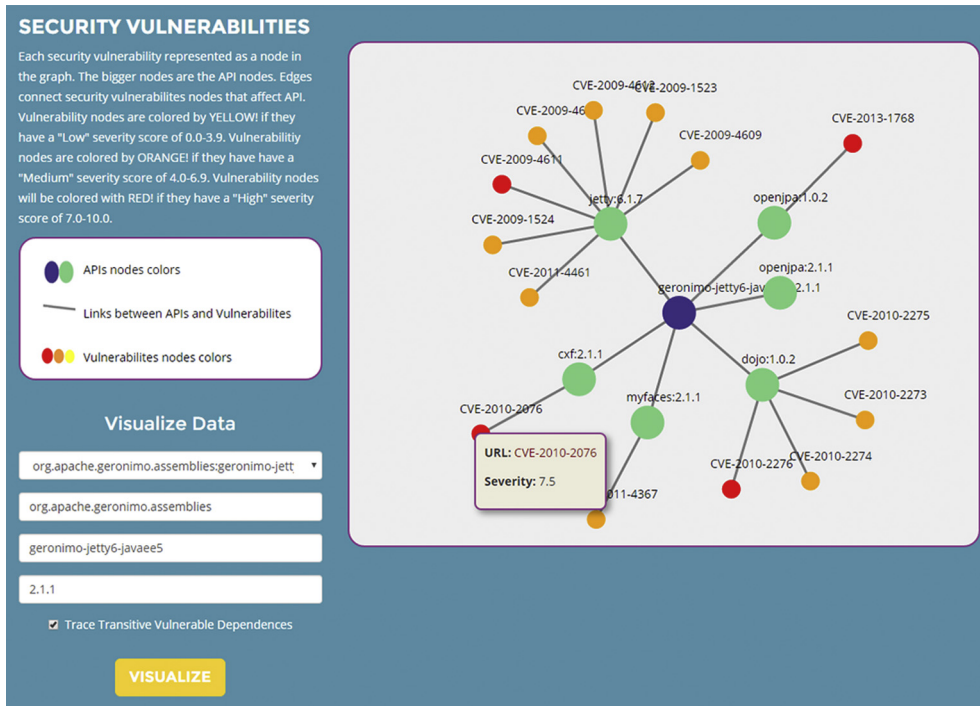 SECURITY VULNERABILITIES
Each security vulnerability represented as a node in
the graph. The bigger nodes are the API nodes. Edges
connect security vulnerabilites nodes that affect API.
Vulnerability nodes are colored by YELLOW! if they
have a "Low" severity score of 0.0-3.9. Vulnerabilitiy
nodes are colored by ORANGE! if they have have a
"Medium" severity score of 4.0-6.9. Vulnerability nodes
will be colored with RED! if they have a "High" severity
score of 7.0-10.0.
APIs nodes colors
Links between APIs and Vulnerabilites
Vulnerabilites nodes colors
Visualize Data
org.apache.geronimo.assemblies:geronimo-jett
org.apache.geronimo.assemblies
geronimo-jetty6-javaee5
2.1.1
Trace Transitive Vulnerable Dependences
VISUALIZE
CVE-2009-4612
CVE-2009-1523
CVE-2009-46
CVE-2009-4609
CVE-2013-1768
CVE-2009-4611
jetty:6.1.7
openjpa:1.0.2
CVE-2009-1524
CVE-2011-4461
openjpa:2.1.1
geronimo-jetty6-jav
2.1.1
CVE-2010-2275
cxf:2.1.1
dojo:1.0.2
myfaces:2.1.1
CVE-2010-2273
CVE-2010-2076
URL: CVE-2010-2076
Severity: 7.5
CVE-2010-2276
CVE-2010-2274
011-4367